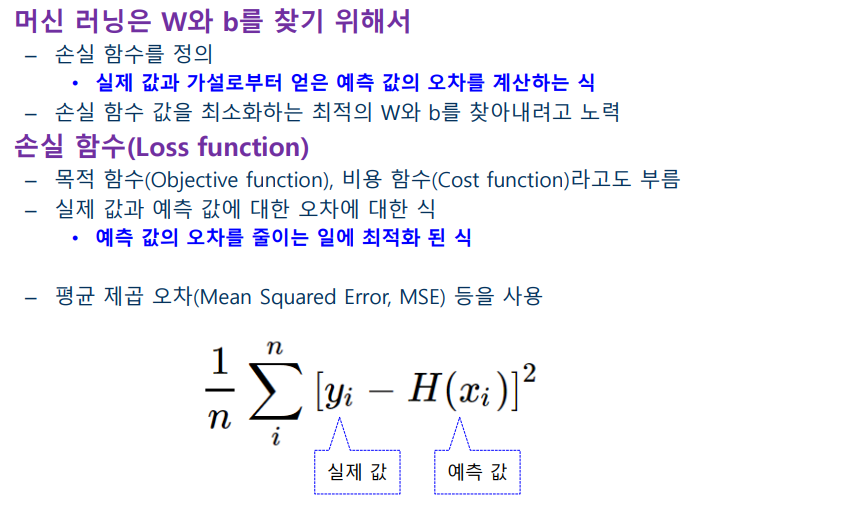 머신 러닝은 W와 b를 찾기 위해서
– 손실 함수를 정의
• 실제 값과 가설로부터 얻은 예측 값의 오차를 계산하는 식
– 손실 함수 값을 최소화하는 최적의 W와 b를 찾아내려고 노력
손실 함수(Loss function)
– 목적 함수(Objective function), 비용 함수(Cost function)라고도 부름
– 실제 값과 예측 값에 대한 오차에 대한 식
• 예측 값의 오차를 줄이는 일에 최적화 된 식
– 평균 제곱 오차(Mean Squared Error, MSE) 등을 사용
$\frac{1}{n} \sum_{i}^{n} [y_i - H(x_i)]^2$
실제 값
예측 값